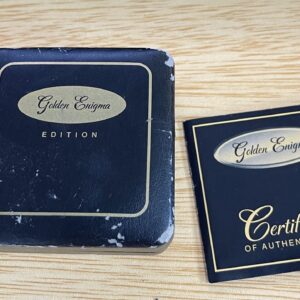 Golden Enigma
EDITION
Golden Enigma
Certif
OF AUTHEN